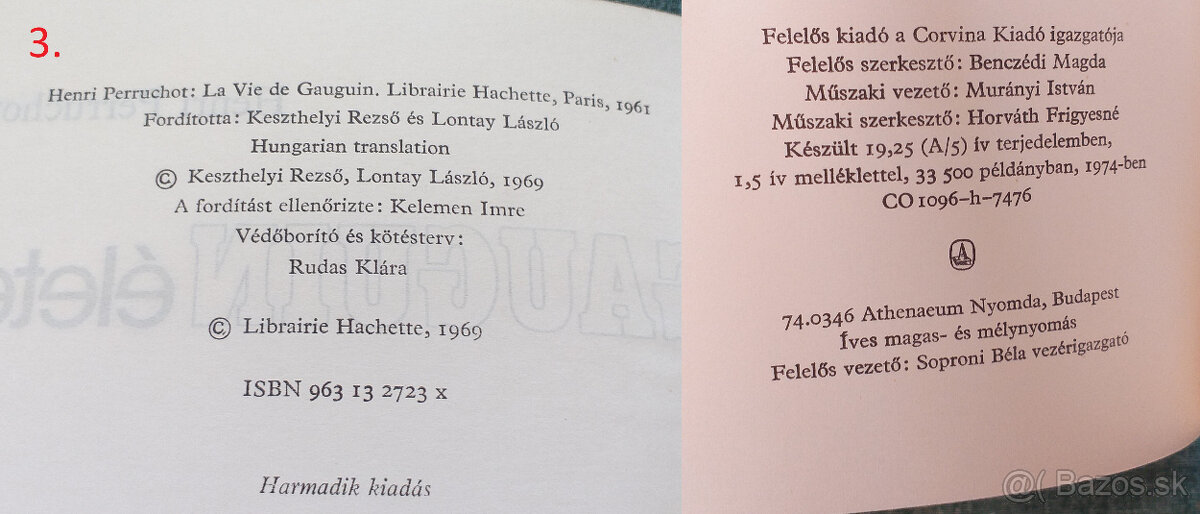 3.
Henri Perruchot: La Vie de Gauguin. Librairie Hachette, Paris, 1961
Fordította: Keszthelyi Rezső és Lontay László
Hungarian translation
© Keszthelyi Rezső, Lontay László, 1969
A fordítást ellenőrizte: Kelemen Imre
Védőborító és kötésterv:
Rudas Klára
© Librairie Hachette, 1969
ISBN 963 13 2723 x
Harmadik kiadás
Felelős kiadó a Corvina Kiadó igazgatója
Felelős szerkesztő: Benczédi Magda
Műszaki vezető: Murányi István
Műszaki szerkesztő: Horváth Frigyesné
Készült 19,25 (A/5) ív terjedelemben,
1,5 ív melléklettel, 33 500 példányban, 1974-ben
CO 1096–h–7476
74.0346 Athenaeum Nyomda, Budapest
Íves magas- és mélynyomás
Felelős vezető: Soproni Béla vezérigazgató
Bazos.sk